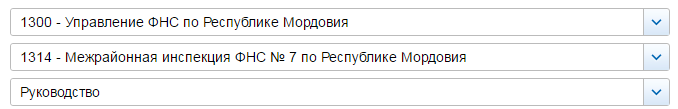 1300 - Управление ФНС по Республике Мордовия
1314 - Межрайонная инспекция ФНС № 7 по Республике Мордовия
Руководство